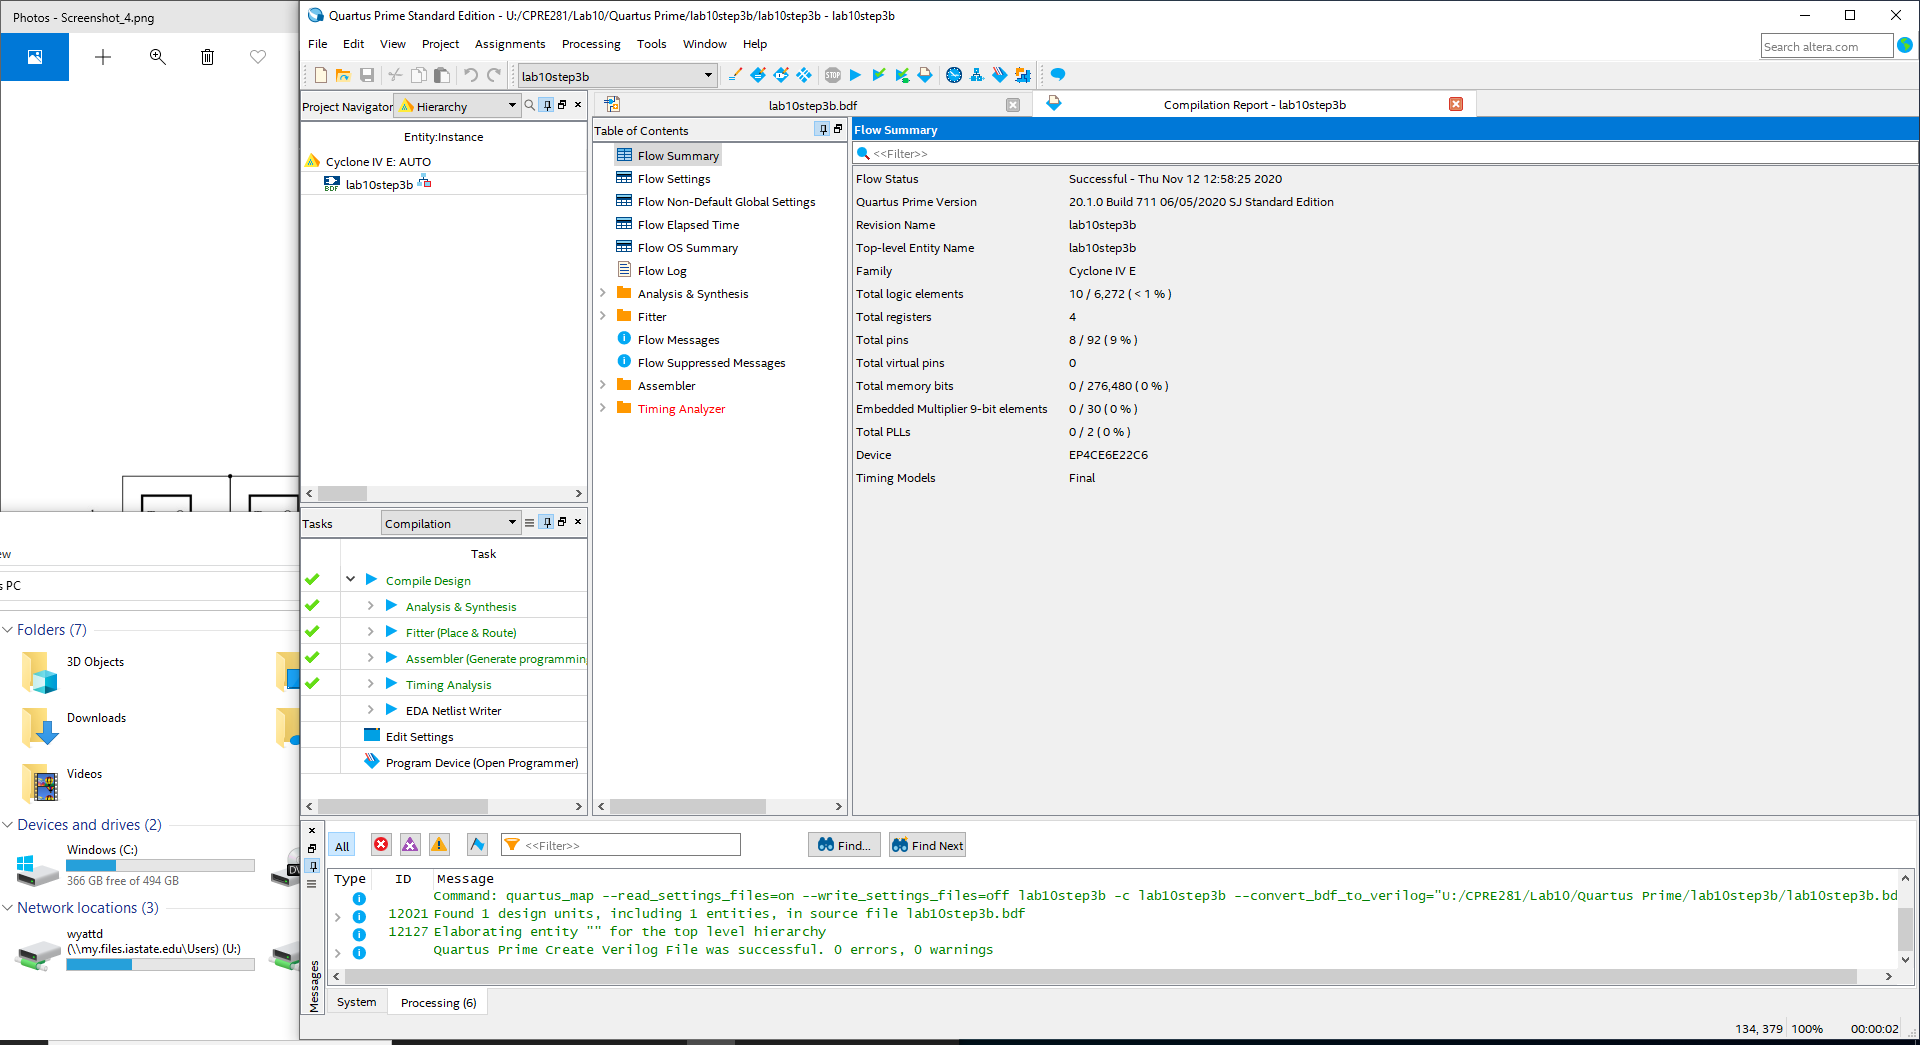 Photos - Screenshot_4.png
Quartus Prime Standard Edition - U:/CPRE281/Lab10/Quartus Prime/lab10step3b/lab10step3b - lab10step3b
File Edit View Project Assignments Processing Tools Window Help
Search altera.com
lab10step3b
STOP
Project Navigator Hierarchy
lab10step3b.bdf
Compilation Report - lab10step3b
Entity:Instance
Cyclone IV E: AUTO
BDF lab10step3b
Table of Contents
Flow Summary
Flow Settings
Flow Non-Default Global Settings
Flow Elapsed Time
Flow OS Summary
Flow Log
Analysis & Synthesis
Fitter
Flow Messages
Flow Suppressed Messages
Assembler
Timing Analyzer
Flow Summary
<<Filter>>
Flow Status Successful - Thu Nov 12 12:58:25 2020
Quartus Prime Version 20.1.0 Build 711 06/05/2020 SJ Standard Edition
Revision Name lab10step3b
Top-level Entity Name lab10step3b
Family Cyclone IV E
Total logic elements 10 / 6,272 ( < 1 % )
Total registers 4
Total pins 8 / 92 ( 9 % )
Total virtual pins 0
Total memory bits 0 / 276,480 ( 0 % )
Embedded Multiplier 9-bit elements 0 / 30 ( 0 % )
Total PLLs 0 / 2 ( 0 % )
Device EP4CE6E22C6
Timing Models Final
Tasks Compilation
Task
Compile Design
Analysis & Synthesis
Fitter (Place & Route)
Assembler (Generate programmin
Timing Analysis
EDA Netlist Writer
Edit Settings
Program Device (Open Programmer)
ew
s PC
Folders (7)
3D Objects
Downloads
Videos
Devices and drives (2)
Windows (C:)
366 GB free of 494 GB
Network locations (3)
wyattd
(\\my.files.iastate.edu\Users) (U:)
All
<<Filter>>
Find...
Find Next
Type ID Message
Command: quartus_map --read_settings_files=on --write_settings_files=off lab10step3b -c lab10step3b --convert_bdf_to_verilog="U:/CPRE281/Lab10/Quartus Prime/lab10step3b/lab10step3b.bd
12021 Found 1 design units, including 1 entities, in source file lab10step3b.bdf
12127 Elaborating entity "" for the top level hierarchy
Quartus Prime Create Verilog File was successful. 0 errors, 0 warnings
Messages
System
Processing (6)
134, 379 100% 00:00:02